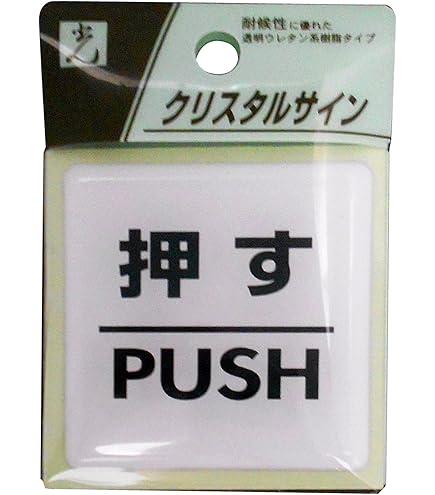 光
耐候性に優れた
透明ウレタン系樹脂タイプ
クリスタルサイン
押す
PUSH